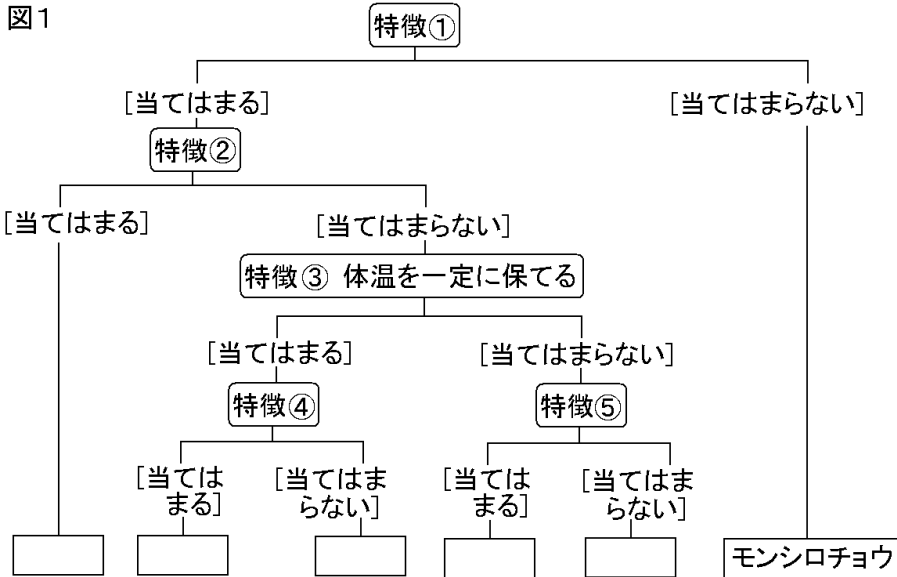 図1
特徴①
[当てはまる]
[当てはまらない]
特徴②
[当てはまる]
[当てはまらない]
特徴③ 体温を一定に保てる
[当てはまる]
[当てはまらない]
特徴④
特徴⑤
[当ては
まる]
[当てはま
らない]
[当ては
まる]
[当てはま
らない]
モンシロチョウ